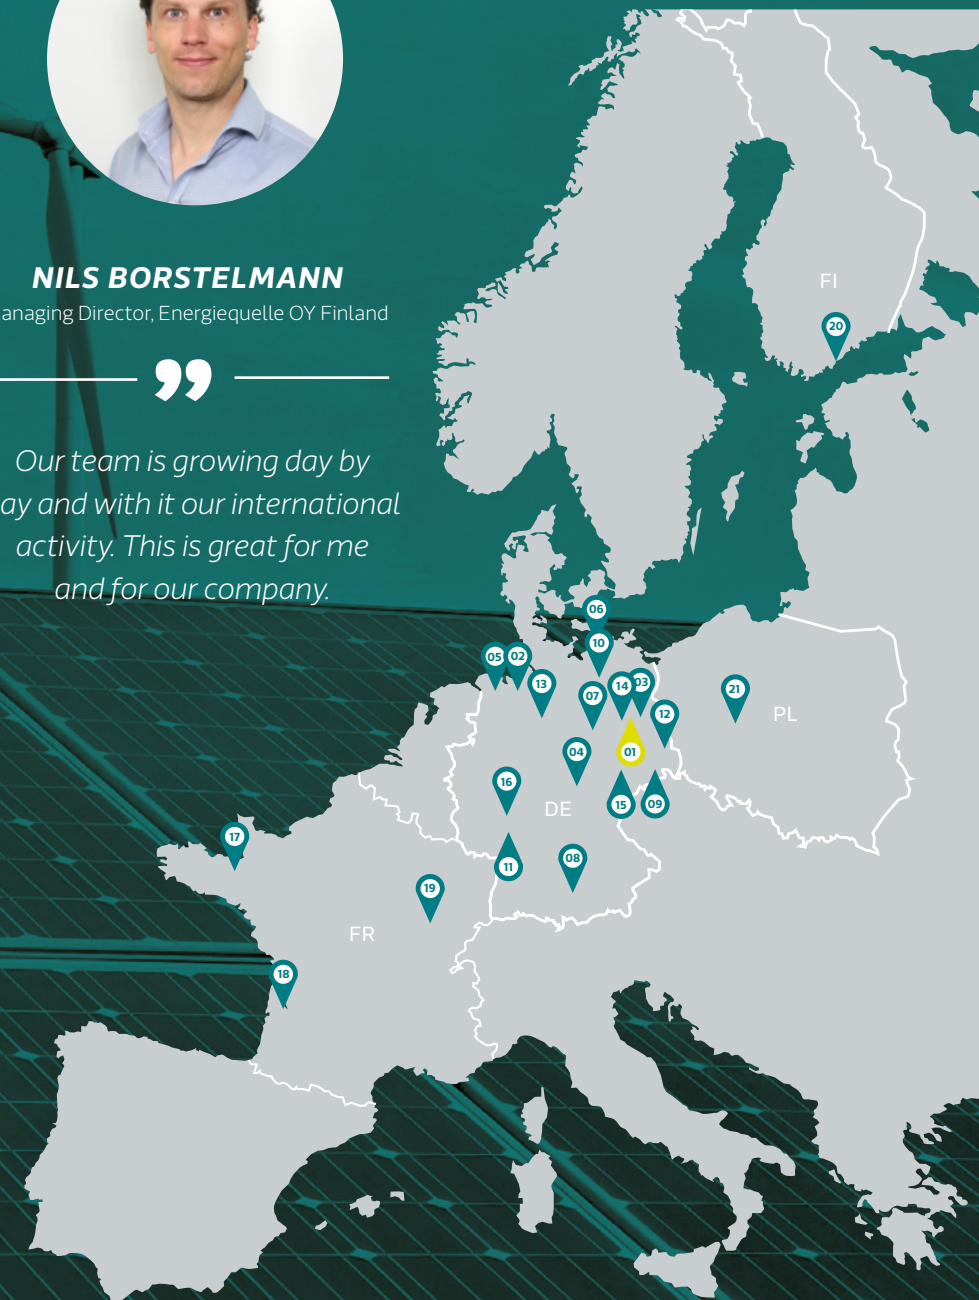 NILS BORSTELMANN
anaging Director, Energiequelle OY Finland
”
Our team is growing day by
ay and with it our international
activity. This is great for me
and for our company.
FI
20
06
10
05
02
13
14
03
07
12
21
PL
04
01
16
DE
15
09
17
11
08
19
FR
18